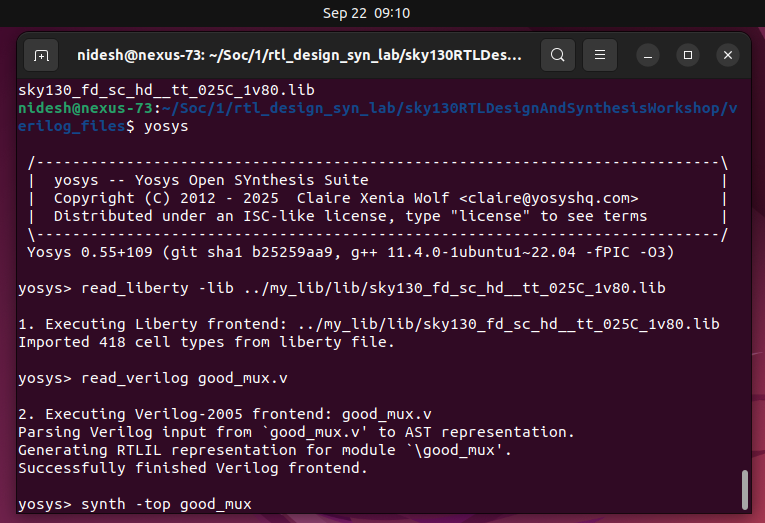 Sep 22 09:10
nidesh@nexus-73: ~/Soc/1/rtl_design_syn_lab/sky130RTLDes...
sky130_fd_sc_hd__tt_025C_1v80.lib
nidesh@nexus-73:~/Soc/1/rtl_design_syn_lab/sky130RTLDesignAndSynthesisWorkshop/v
erilog_files$ yosys
/----------------------------------------------------------------------------\
|  yosys -- Yosys Open SYnthesis Suite                                       |
|  Copyright (C) 2012 - 2025  Claire Xenia Wolf <claire@yosyshq.com>         |
|  Distributed under an ISC-like license, type "license" to see terms        |
\----------------------------------------------------------------------------/
Yosys 0.55+109 (git sha1 b25259aa9, g++ 11.4.0-1ubuntu1~22.04 -fPIC -O3)
yosys> read_liberty -lib ../my_lib/lib/sky130_fd_sc_hd__tt_025C_1v80.lib
1. Executing Liberty frontend: ../my_lib/lib/sky130_fd_sc_hd__tt_025C_1v80.lib
Imported 418 cell types from liberty file.
yosys> read_verilog good_mux.v
2. Executing Verilog-2005 frontend: good_mux.v
Parsing Verilog input from `good_mux.v' to AST representation.
Generating RTLIL representation for module `\good_mux'.
Successfully finished Verilog frontend.
yosys> synth -top good_mux